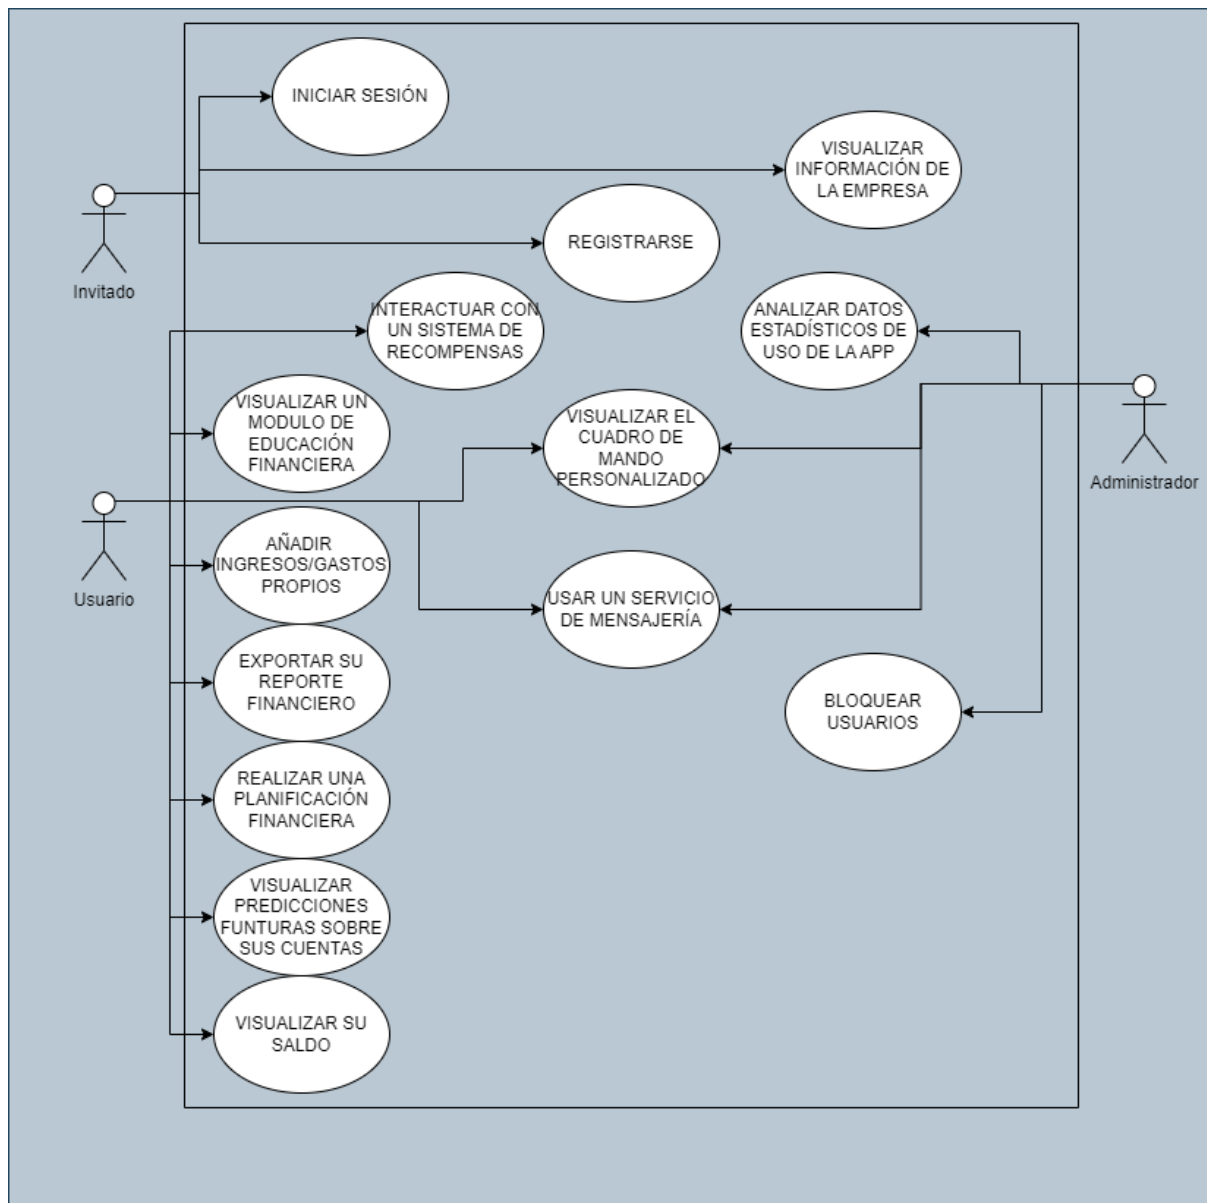 INICIAR SESIÓN
VISUALIZAR
INFORMACIÓN DE
LA EMPRESA
REGISTRARSE
Invitado
INTERACTUAR CON
UN SISTEMA DE
RECOMPENSAS
ANALIZAR DATOS
ESTADÍSTICOS DE
USO DE LA APP
VISUALIZAR UN
MODULO DE
EDUCACIÓN
FINANCIERA
VISUALIZAR EL
CUADRO DE
MANDO
PERSONALIZADO
Administrador
Usuario
AÑADIR
INGRESOS/GASTOS
PROPIOS
USAR UN SERVICIO
DE MENSAJERÍA
EXPORTAR SU
REPORTE
FINANCIERO
BLOQUEAR
USUARIOS
REALIZAR UNA
PLANIFICACIÓN
FINANCIERA
VISUALIZAR
PREDICCIONES
FUNTURAS SOBRE
SUS CUENTAS
VISUALIZAR SU
SALDO